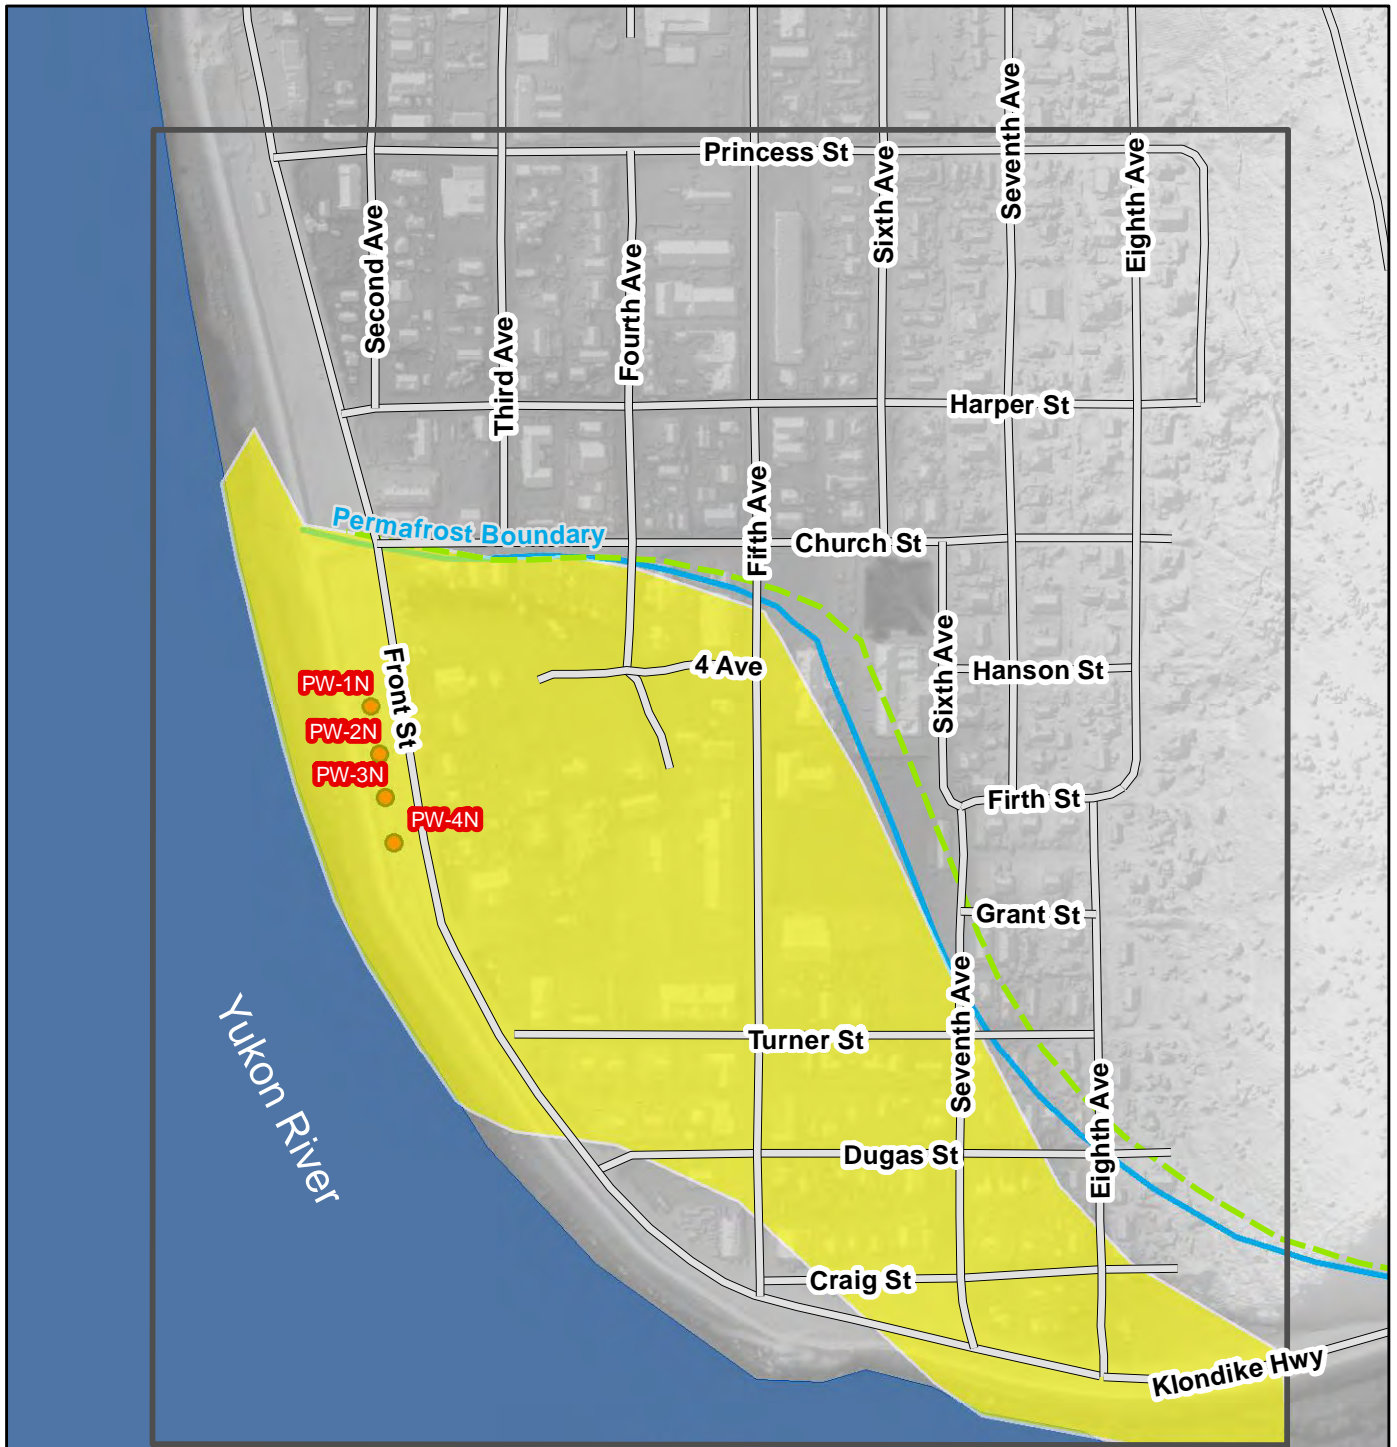 Princess St
Seventh Ave
Eighth Ave
Sixth Ave
Second Ave
Fourth Ave
Third Ave
Harper St
Fifth Ave
Permafrost Boundary
Church St
Sixth Ave
4 Ave
Hanson St
Front St
PW-1N
PW-2N
PW-3N
PW-4N
Firth St
Grant St
Seventh Ave
Yukon River
Turner St
Eighth Ave
Dugas St
Craig St
Klondike Hwy